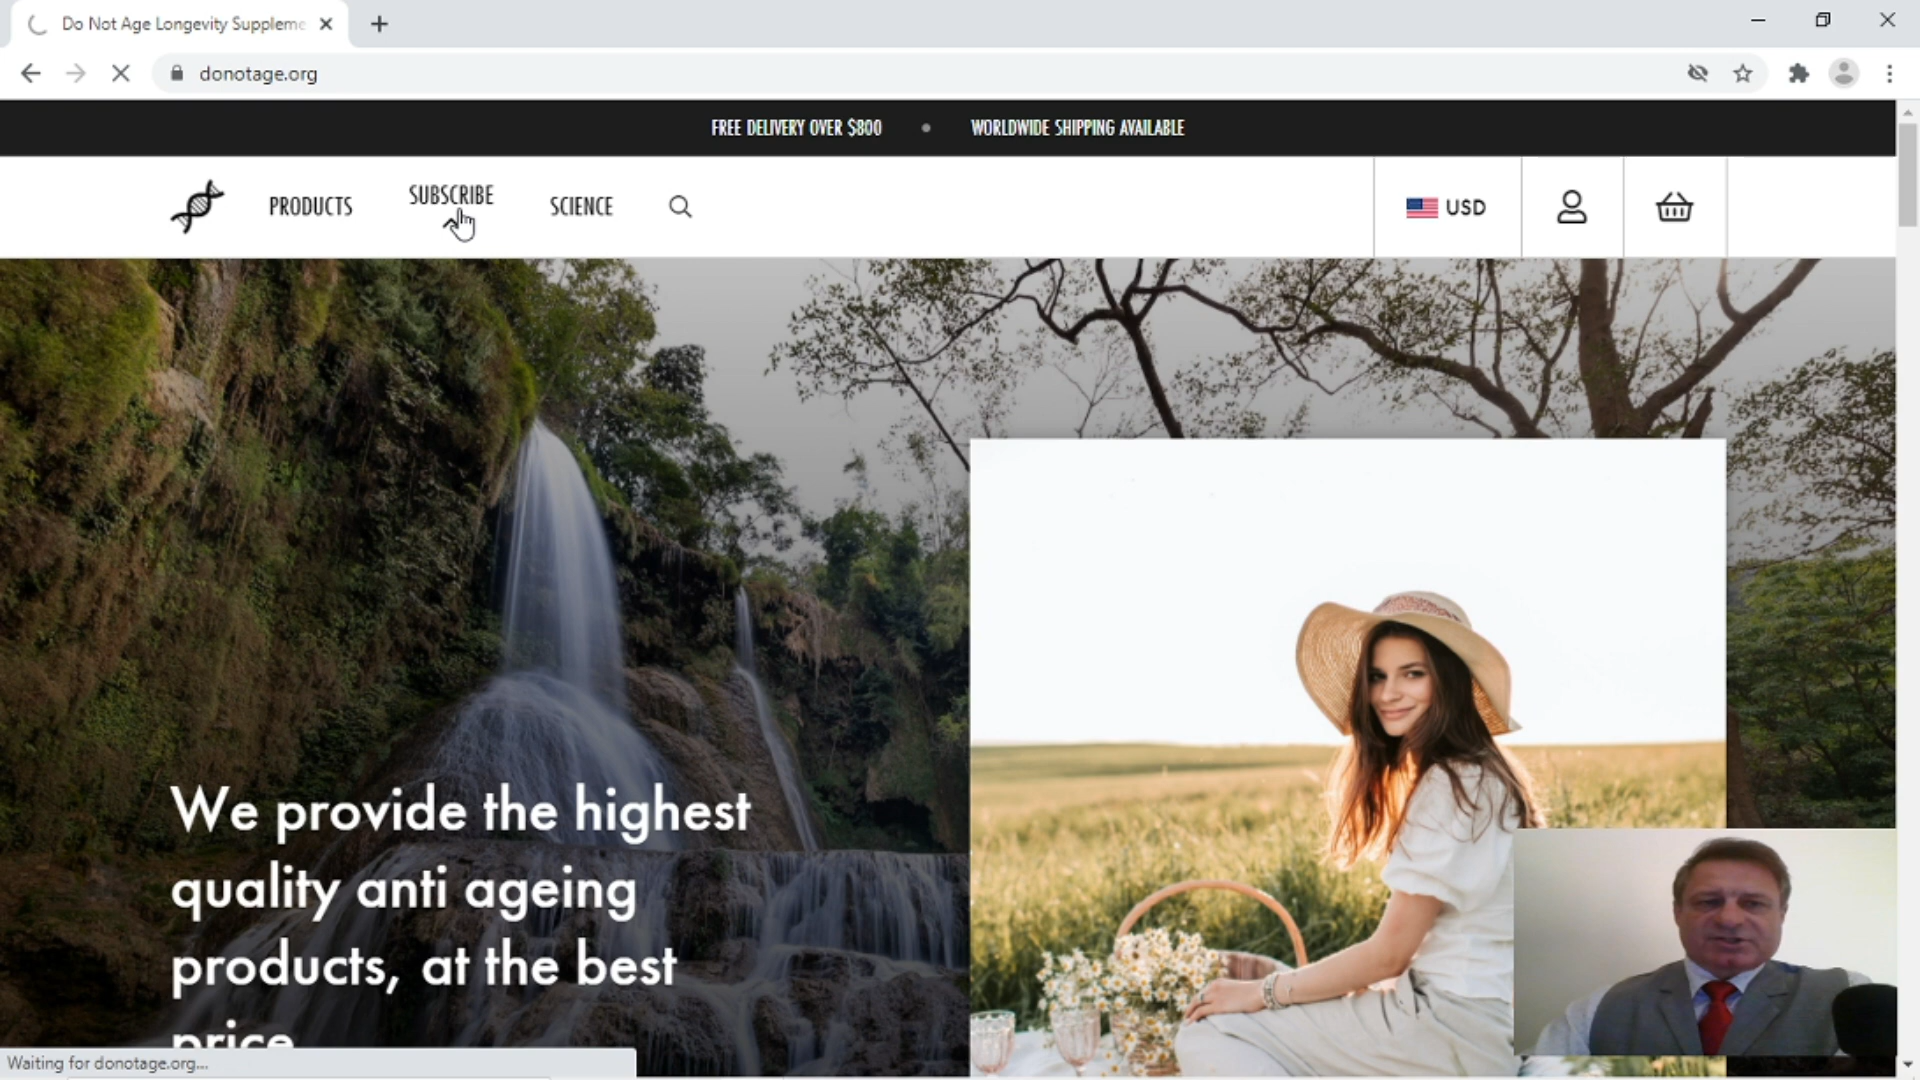 Do Not Age Longevity Suppleme
donotage.org
FREE DELIVERY OVER $800 • WORLDWIDE SHIPPING AVAILABLE
PRODUCTS SUBSCRIBE SCIENCE USD
We provide the highest
quality anti ageing
products, at the best
price
Waiting for donotage.org...